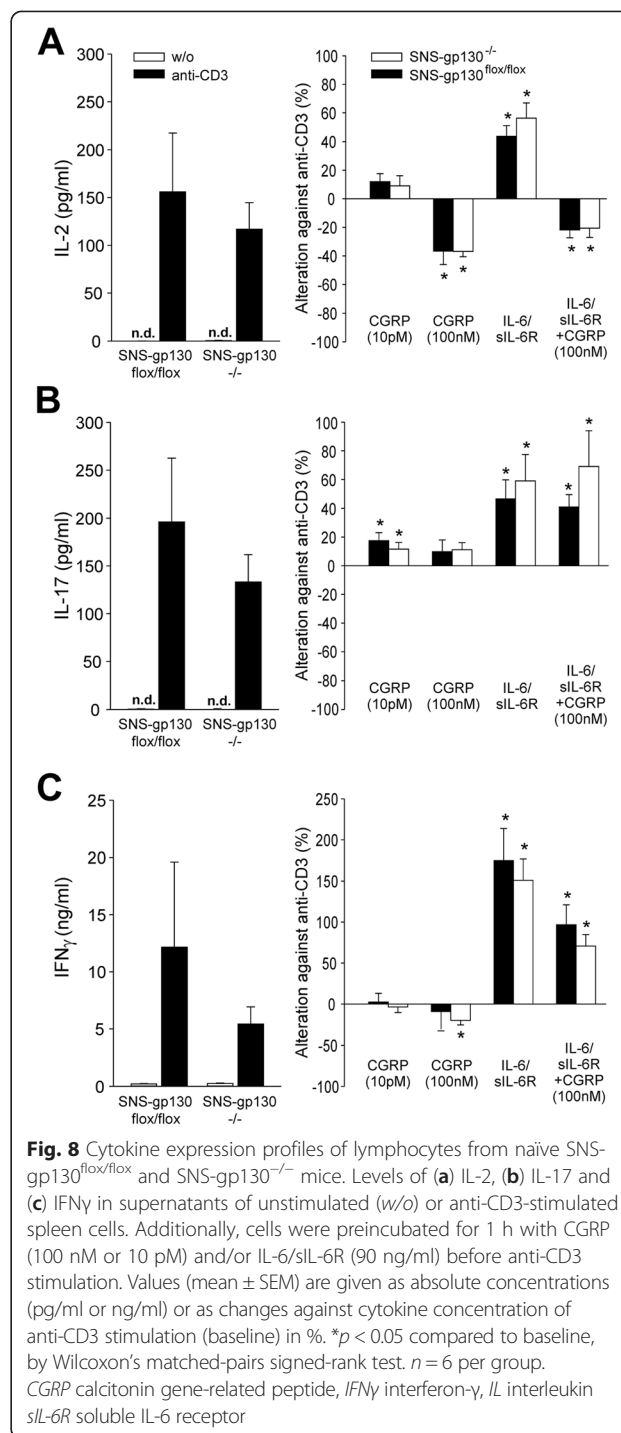 A
w/o
anti-CD3
300
250
200
150
100
50
0
IL-2 (pg/ml)
n.d.
n.d.
SNS-gp130 flox/flox
SNS-gp130 -/-
SNS-gp130-/-
SNS-gp130flox/flox
100
80
60
40
20
0
-20
-40
-60
-80
-100
Alteration against anti-CD3 (%)
* *
* *
* *
CGRP (10pM)
CGRP (100nM)
IL-6/ sIL-6R
IL-6/ sIL-6R +CGRP (100nM)
B
300
250
200
150
100
50
0
IL-17 (pg/ml)
n.d.
n.d.
SNS-gp130 flox/flox
SNS-gp130 -/-
100
80
60
40
20
0
-20
-40
-60
-80
-100
Alteration against anti-CD3 (%)
* *
* *
* *
CGRP (10pM)
CGRP (100nM)
IL-6/ sIL-6R
IL-6/ sIL-6R +CGRP (100nM)
C
25
20
15
10
5
0
IFNγ (ng/ml)
SNS-gp130 flox/flox
SNS-gp130 -/-
250
200
150
100
50
0
-50
-100
Alteration against anti-CD3 (%)
*
* *
* *
CGRP (10pM)
CGRP (100nM)
IL-6/ sIL-6R
IL-6/ sIL-6R +CGRP (100nM)
Fig. 8 Cytokine expression profiles of lymphocytes from naïve SNS-
gp130flox/flox and SNS-gp130−/− mice. Levels of (a) IL-2, (b) IL-17 and
(c) IFNγ in supernatants of unstimulated (w/o) or anti-CD3-stimulated
spleen cells. Additionally, cells were preincubated for 1 h with CGRP
(100 nM or 10 pM) and/or IL-6/sIL-6R (90 ng/ml) before anti-CD3
stimulation. Values (mean ± SEM) are given as absolute concentrations
(pg/ml or ng/ml) or as changes against cytokine concentration of
anti-CD3 stimulation (baseline) in %. *p < 0.05 compared to baseline,
by Wilcoxon's matched-pairs signed-rank test. n = 6 per group.
CGRP calcitonin gene-related peptide, IFNγ interferon-γ, IL interleukin
sIL-6R soluble IL-6 receptor